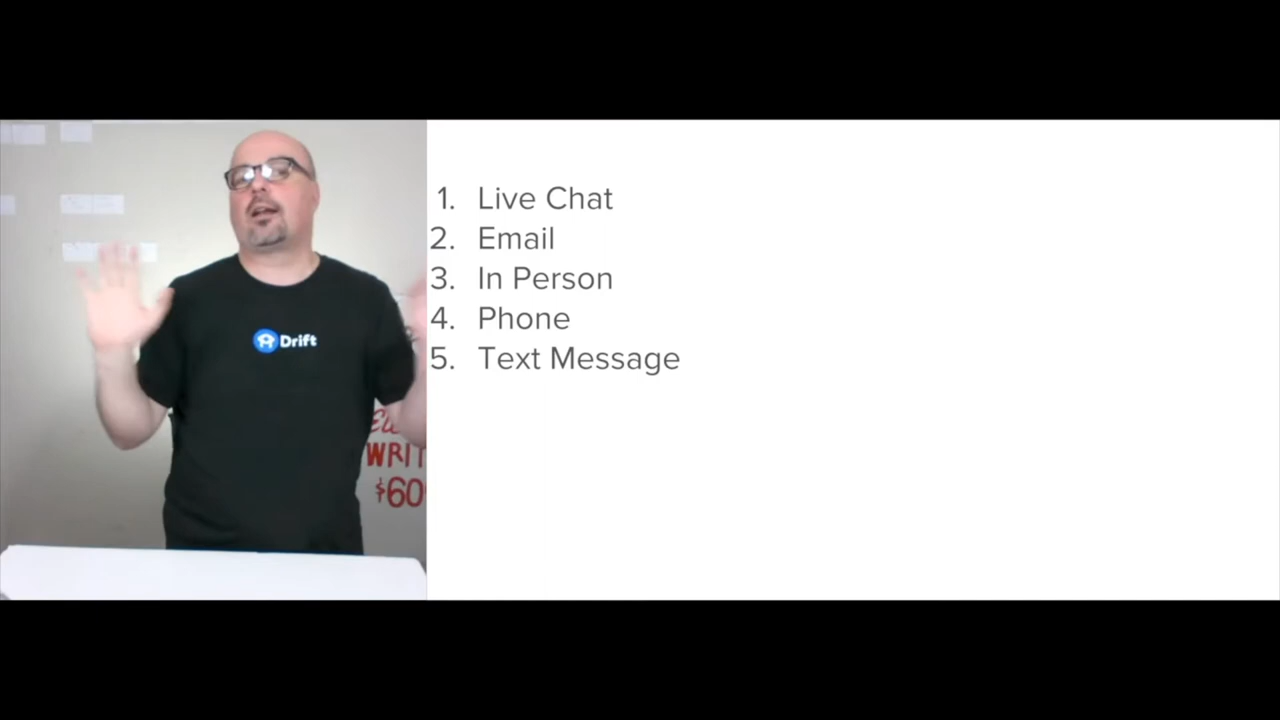 Drift
WRIT
$60
1. Live Chat
2. Email
3. In Person
4. Phone
5. Text Message